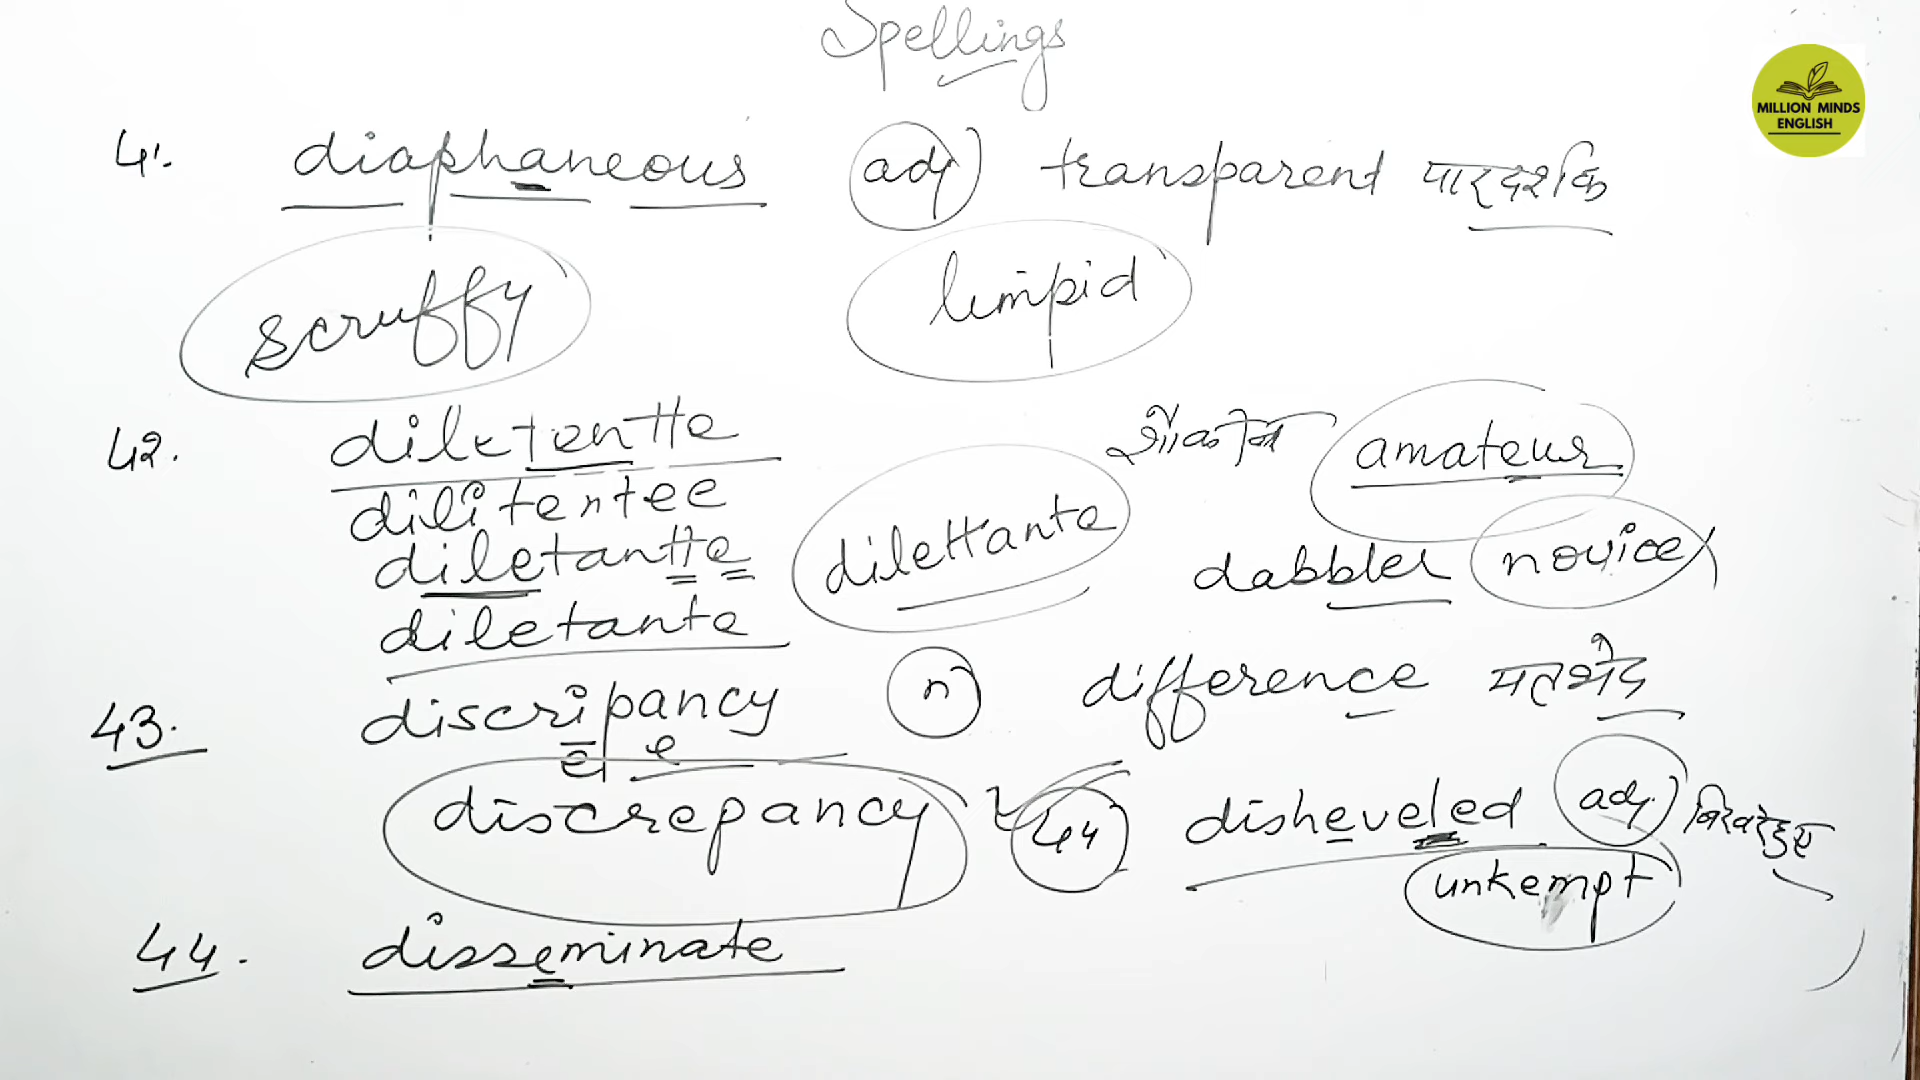 Spellings
MILLION MINDS
ENGLISH
41. diaphaneous adj transparent पारदर्शक
scruffy limpid
42. diletentte शौकीन amateur
dilitentee
diletantte dilettante dabbler novice
diletante
43. discripancy n difference मतभेद
e e
discrepancy 44 disheveled adj. बिखरे हुए
unkempt
44. disseminate